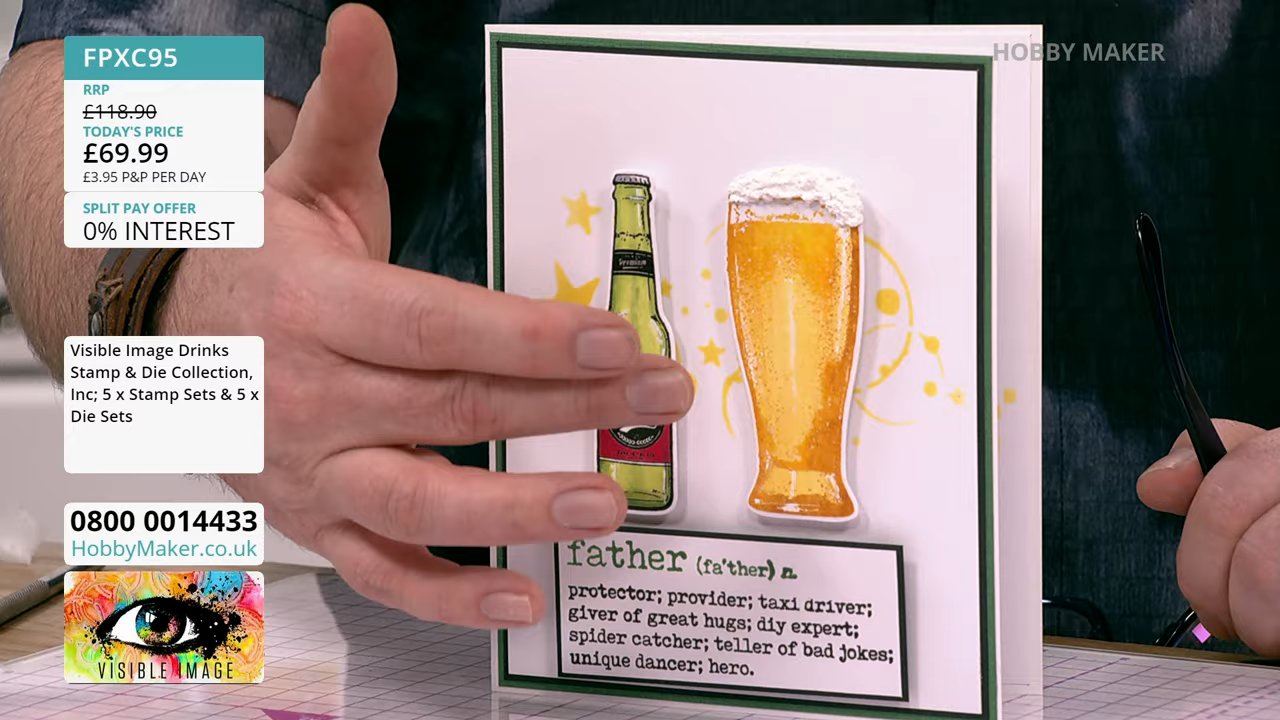 FPXC95
RRP
£118.90
TODAY'S PRICE
£69.99
£3.95 P&P PER DAY
SPLIT PAY OFFER
0% INTEREST
Visible Image Drinks
Stamp & Die Collection,
Inc; 5 x Stamp Sets & 5 x
Die Sets
0800 0014433
HobbyMaker.co.uk
VISIBLE IMAGE
HOBBY MAKER
Premium
father (fa'ther) n
protector; provider; taxi driver;
giver of great hugs; diy expert;
spider catcher; teller of bad jokes;
unique dancer; hero.